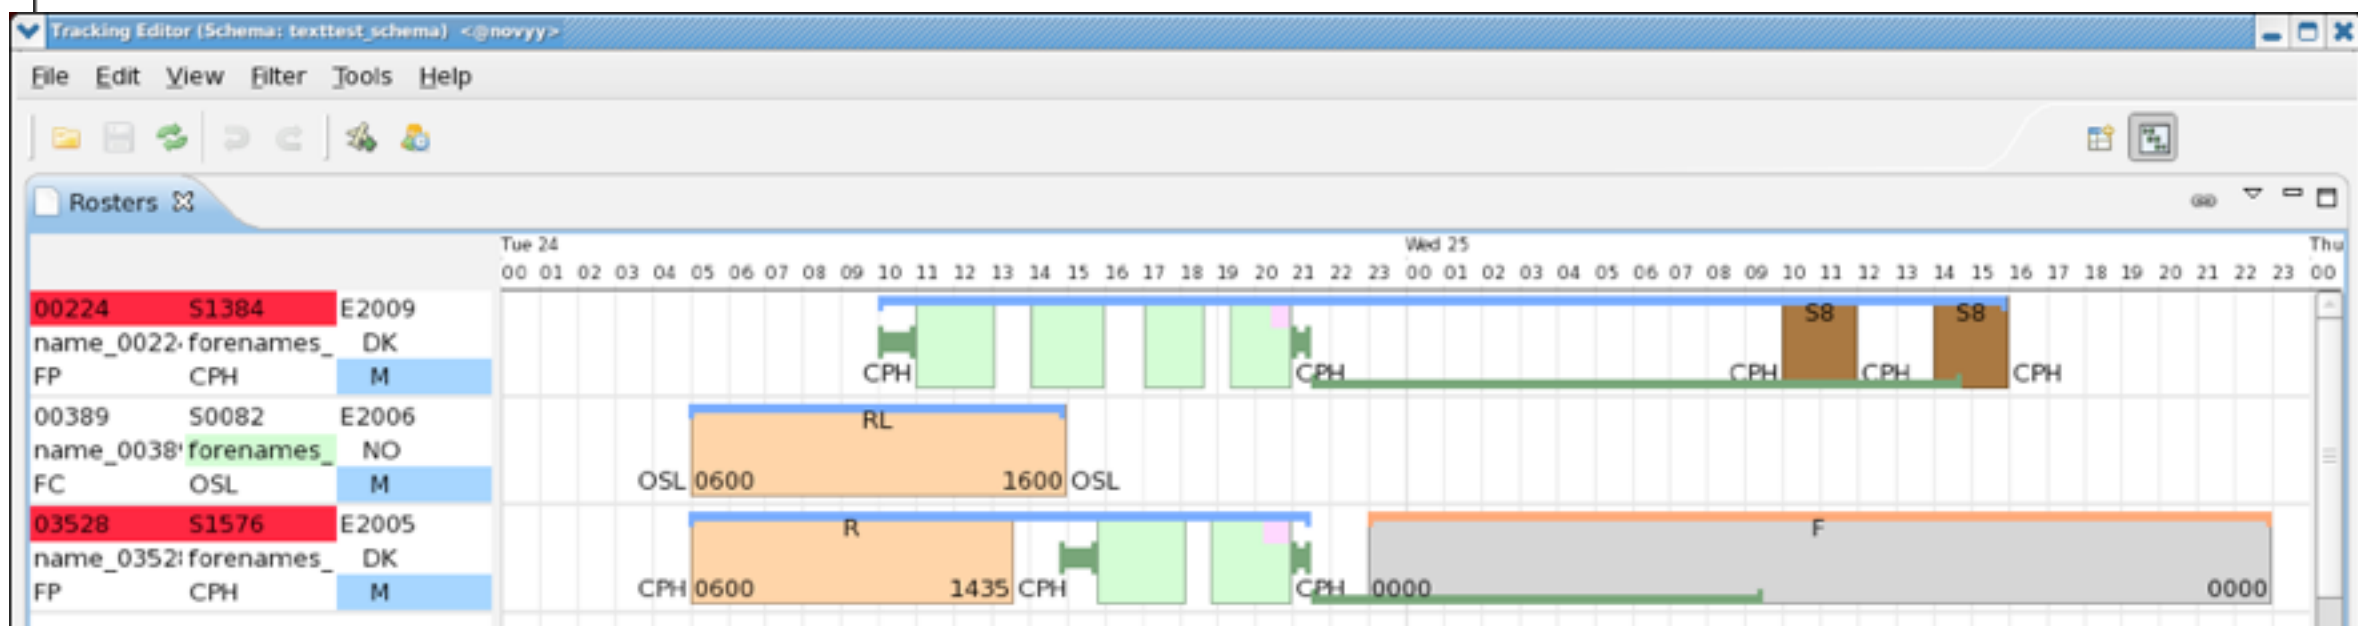 Tracking Editor (Schema: texttest_schema) <@novyy>
File Edit View Filter Tools Help
Rosters
Tue 24 Wed 25 Thu
00 01 02 03 04 05 06 07 08 09 10 11 12 13 14 15 16 17 18 19 20 21 22 23 00 01 02 03 04 05 06 07 08 09 10 11 12 13 14 15 16 17 18 19 20 21 22 23 00
00224 S1384 E2009 S8 S8
name_0022 forenames_ DK
FP CPH M CPH CPH CPH CPH CPH
00389 S0082 E2006 RL
name_0038 forenames_ NO
FC OSL M OSL 0600 1600 OSL
03528 S1576 E2005 R F
name_0352 forenames_ DK
FP CPH M CPH 0600 1435 CPH CPH 0000 0000